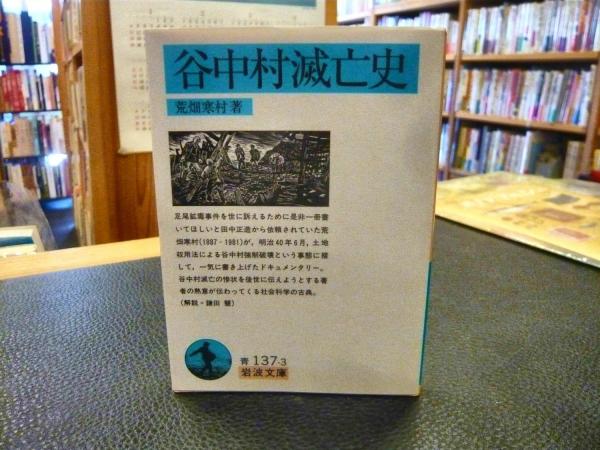 谷中村滅亡史
荒畑寒村著
足尾鉱毒事件を世に訴えるために是非一冊書
いてほしいと田中正造から依頼されていた荒
畑寒村(1887‐1981)が,明治40年6月,土地
収用法による谷中村強制破壊という事態に接
して,一気に書き上げたドキュメンタリー。
谷中村滅亡の惨状を後世に伝えようとする著
者の熱意が伝わってくる社会科学の古典。
(解説・鎌田 慧)
青 137-3
岩波文庫